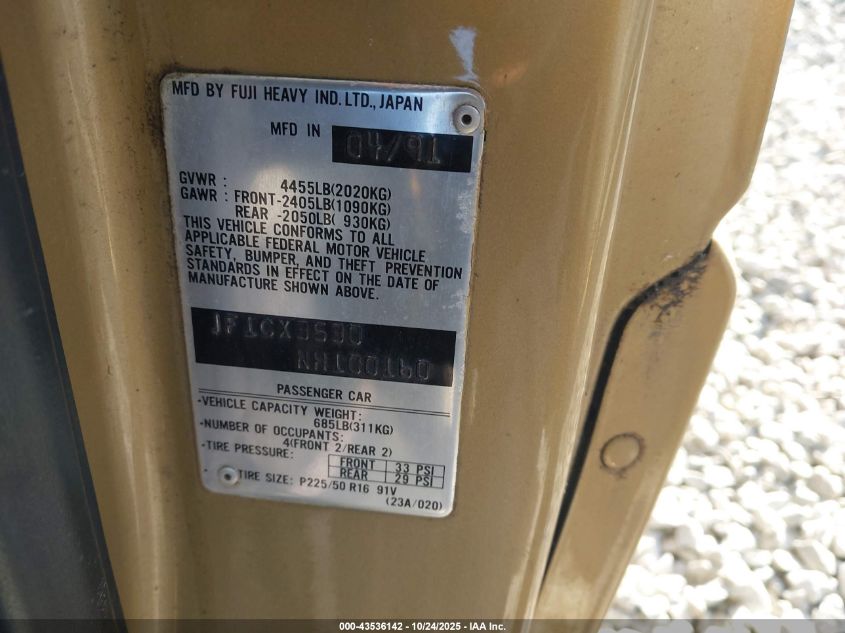 MFD BY FUJI HEAVY IND. LTD., JAPAN
MFD IN 04/91
GVWR : 4455LB(2020KG)
GAWR : FRONT-2405LB(1090KG)
REAR -2050LB( 930KG)
THIS VEHICLE CONFORMS TO ALL
APPLICABLE FEDERAL MOTOR VEHICLE
SAFETY, BUMPER, AND THEFT PREVENTION
STANDARDS IN EFFECT ON THE DATE OF
MANUFACTURE SHOWN ABOVE.
PASSENGER CAR
·VEHICLE CAPACITY WEIGHT:
685LB(311KG)
·NUMBER OF OCCUPANTS:
4(FRONT 2/REAR 2)
·TIRE PRESSURE:
FRONT 33 PSI
REAR 29 PSI
TIRE SIZE: P225/50 R16 91V
(23A/020)
000-43536142 - 10/24/2025 - IAA Inc.